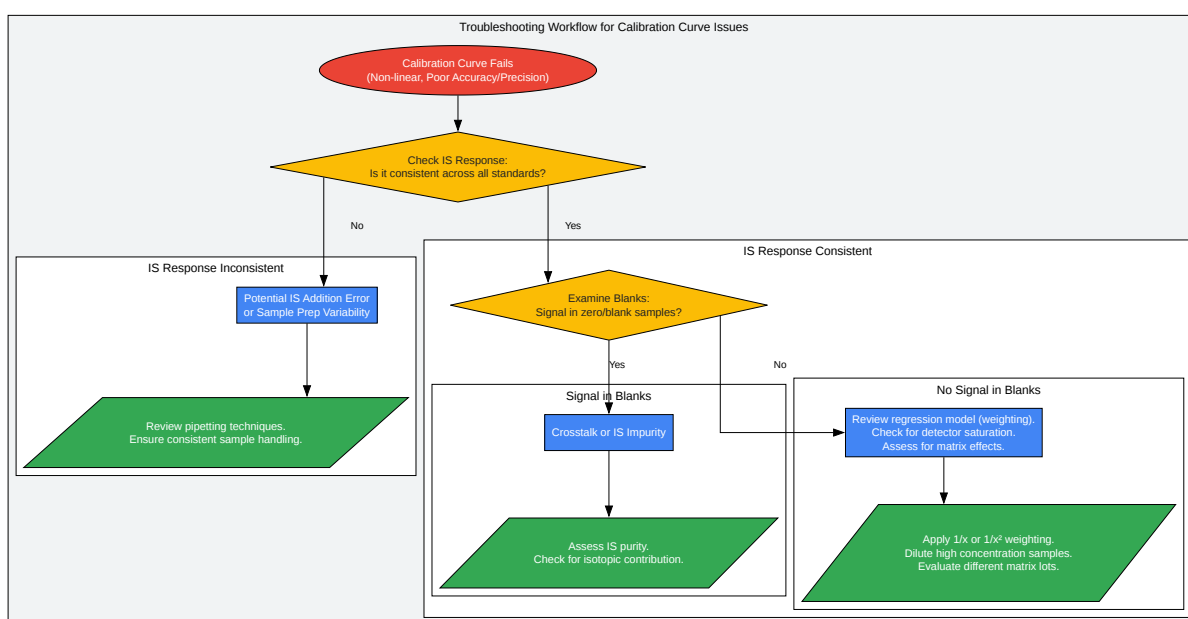 Troubleshooting Workflow for Calibration Curve Issues
Calibration Curve Fails
(Non-linear, Poor Accuracy/Precision)
Check IS Response:
Is it consistent across all standards?
No
Yes
IS Response Inconsistent
Potential IS Addition Error
or Sample Prep Variability
Review pipetting techniques.
Ensure consistent sample handling.
IS Response Consistent
Examine Blanks:
Signal in zero/blank samples?
Yes
No
Signal in Blanks
Crosstalk or IS Impurity
Assess IS purity.
Check for isotopic contribution.
No Signal in Blanks
Review regression model (weighting).
Check for detector saturation.
Assess for matrix effects.
Apply 1/x or 1/x² weighting.
Dilute high concentration samples.
Evaluate different matrix lots.